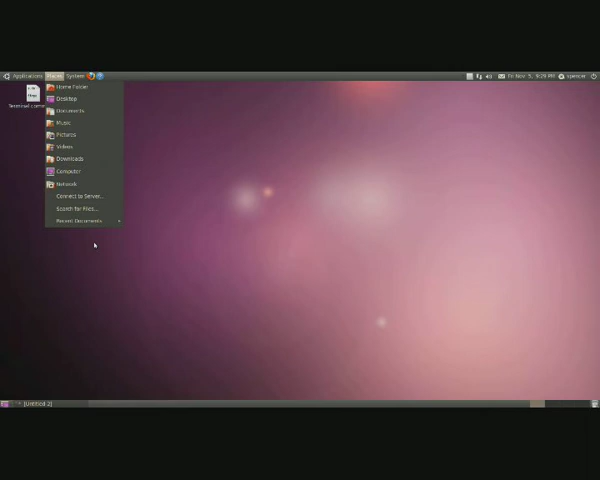 Applications Places System
Fri Nov 5, 9:29 PM spencer
Home Folder
Desktop
Documents
Music
Pictures
Videos
Downloads
Computer
Network
Connect to Server...
Search for Files...
Recent Documents
Terminal
[Untitled 2]